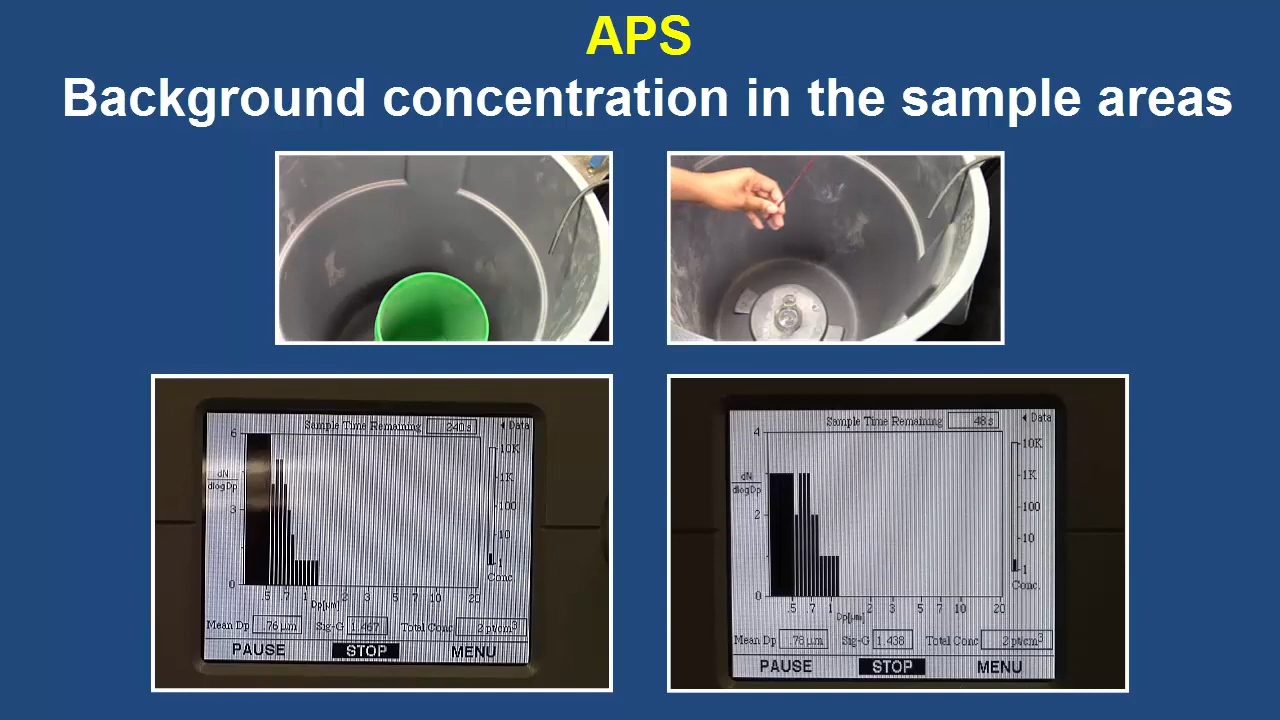 APS
Background concentration in the sample areas
Sample Time Remaining 240s
Data
6
10K
dN
dlogDp
1K
3
100
10
0
1
Conc
.5 .7 1 2 3 5 7 10 20
Dp[µm]
Mean Dp .76 µm Sig-G 1.467 Total Conc 2 pt/cm³
PAUSE STOP MENU
Sample Time Remaining 48s
Data
4
10K
dN
dlogDp
1K
100
2
10
0
1
Conc.
.5 .7 1 2 3 5 7 10 20
Dp[µm]
Mean Dp .78 µm Sig-G 1.438 Total Conc 2 pt/cm³
PAUSE STOP MENU